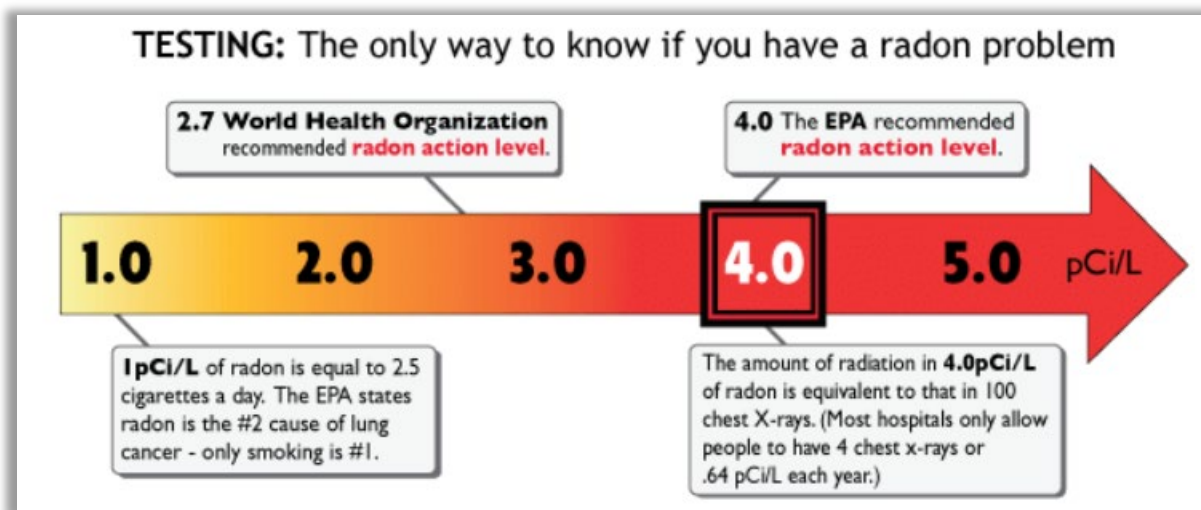 TESTING: The only way to know if you have a radon problem
2.7 World Health Organization
recommended radon action level.
4.0 The EPA recommended
radon action level.
1.0 2.0 3.0 4.0 5.0 pCi/L
1pCi/L of radon is equal to 2.5
cigarettes a day. The EPA states
radon is the #2 cause of lung
cancer - only smoking is #1.
The amount of radiation in 4.0pCi/L
of radon is equivalent to that in 100
chest X-rays. (Most hospitals only allow
people to have 4 chest x-rays or
.64 pCi/L each year.)